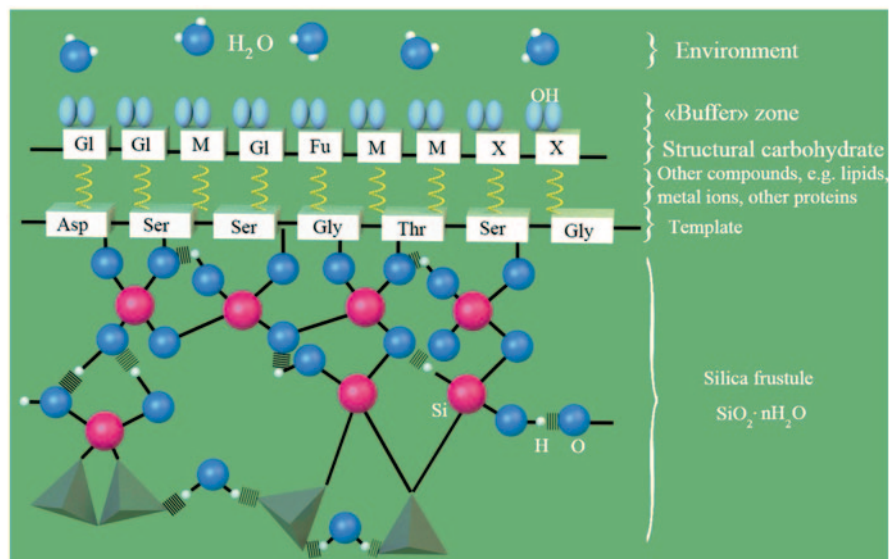 H₂O
Environment
OH
«Buffer» zone
Gl Gl M Gl Fu M M X X
Structural carbohydrate
Other compounds, e.g. lipids,
metal ions, other proteins
Asp Ser Ser Gly Thr Ser Gly
Template
Silica frustule
Si
SiO₂· nH₂O
H O